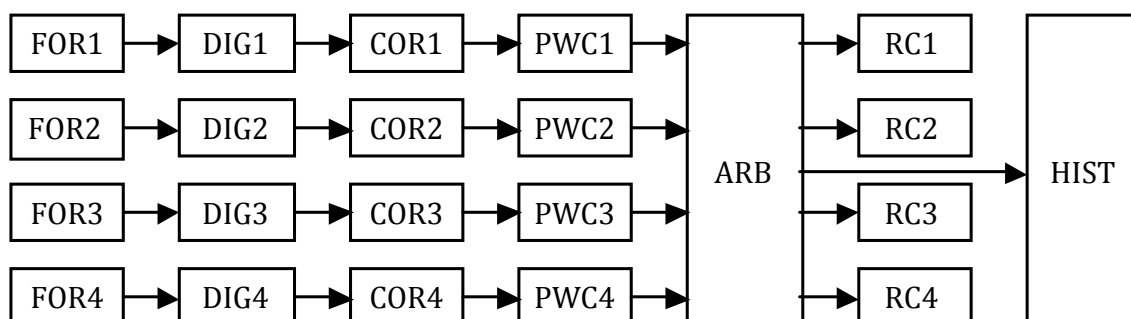 FOR1 DIG1 COR1 PWC1 RC1
FOR2 DIG2 COR2 PWC2 RC2
ARB HIST
FOR3 DIG3 COR3 PWC3 RC3
FOR4 DIG4 COR4 PWC4 RC4